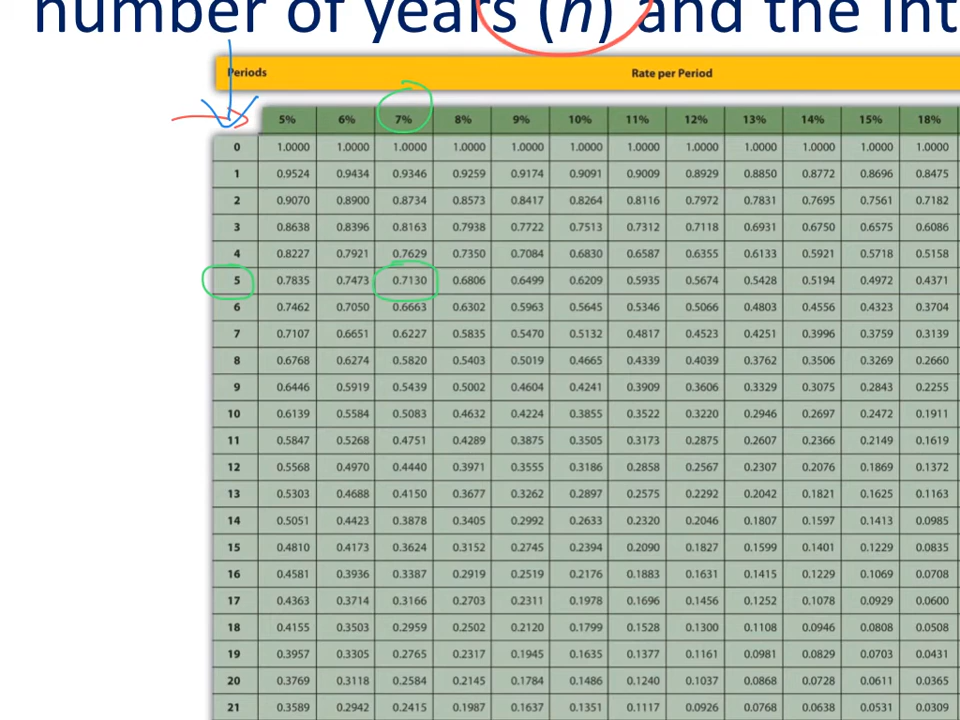 number of years (n) and the int
Periods Rate per Period
5% 6% 7% 8% 9% 10% 11% 12% 13% 14% 15% 18%
0 1.0000 1.0000 1.0000 1.0000 1.0000 1.0000 1.0000 1.0000 1.0000 1.0000 1.0000 1.0000
1 0.9524 0.9434 0.9346 0.9259 0.9174 0.9091 0.9009 0.8929 0.8850 0.8772 0.8696 0.8475
2 0.9070 0.8900 0.8734 0.8573 0.8417 0.8264 0.8116 0.7972 0.7831 0.7695 0.7561 0.7182
3 0.8638 0.8396 0.8163 0.7938 0.7722 0.7513 0.7312 0.7118 0.6931 0.6750 0.6575 0.6086
4 0.8227 0.7921 0.7629 0.7350 0.7084 0.6830 0.6587 0.6355 0.6133 0.5921 0.5718 0.5158
5 0.7835 0.7473 0.7130 0.6806 0.6499 0.6209 0.5935 0.5674 0.5428 0.5194 0.4972 0.4371
6 0.7462 0.7050 0.6663 0.6302 0.5963 0.5645 0.5346 0.5066 0.4803 0.4556 0.4323 0.3704
7 0.7107 0.6651 0.6227 0.5835 0.5470 0.5132 0.4817 0.4523 0.4251 0.3996 0.3759 0.3139
8 0.6768 0.6274 0.5820 0.5403 0.5019 0.4665 0.4339 0.4039 0.3762 0.3506 0.3269 0.2660
9 0.6446 0.5919 0.5439 0.5002 0.4604 0.4241 0.3909 0.3606 0.3329 0.3075 0.2843 0.2255
10 0.6139 0.5584 0.5083 0.4632 0.4224 0.3855 0.3522 0.3220 0.2946 0.2697 0.2472 0.1911
11 0.5847 0.5268 0.4751 0.4289 0.3875 0.3505 0.3173 0.2875 0.2607 0.2366 0.2149 0.1619
12 0.5568 0.4970 0.4440 0.3971 0.3555 0.3186 0.2858 0.2567 0.2307 0.2076 0.1869 0.1372
13 0.5303 0.4688 0.4150 0.3677 0.3262 0.2897 0.2575 0.2292 0.2042 0.1821 0.1625 0.1163
14 0.5051 0.4423 0.3878 0.3405 0.2992 0.2633 0.2320 0.2046 0.1807 0.1597 0.1413 0.0985
15 0.4810 0.4173 0.3624 0.3152 0.2745 0.2394 0.2090 0.1827 0.1599 0.1401 0.1229 0.0835
16 0.4581 0.3936 0.3387 0.2919 0.2519 0.2176 0.1883 0.1631 0.1415 0.1229 0.1069 0.0708
17 0.4363 0.3714 0.3166 0.2703 0.2311 0.1978 0.1696 0.1456 0.1252 0.1078 0.0929 0.0600
18 0.4155 0.3503 0.2959 0.2502 0.2120 0.1799 0.1528 0.1300 0.1108 0.0946 0.0808 0.0508
19 0.3957 0.3305 0.2765 0.2317 0.1945 0.1635 0.1377 0.1161 0.0981 0.0829 0.0703 0.0431
20 0.3769 0.3118 0.2584 0.2145 0.1784 0.1486 0.1240 0.1037 0.0868 0.0728 0.0611 0.0365
21 0.3589 0.2942 0.2415 0.1987 0.1637 0.1351 0.1117 0.0926 0.0768 0.0638 0.0531 0.0309